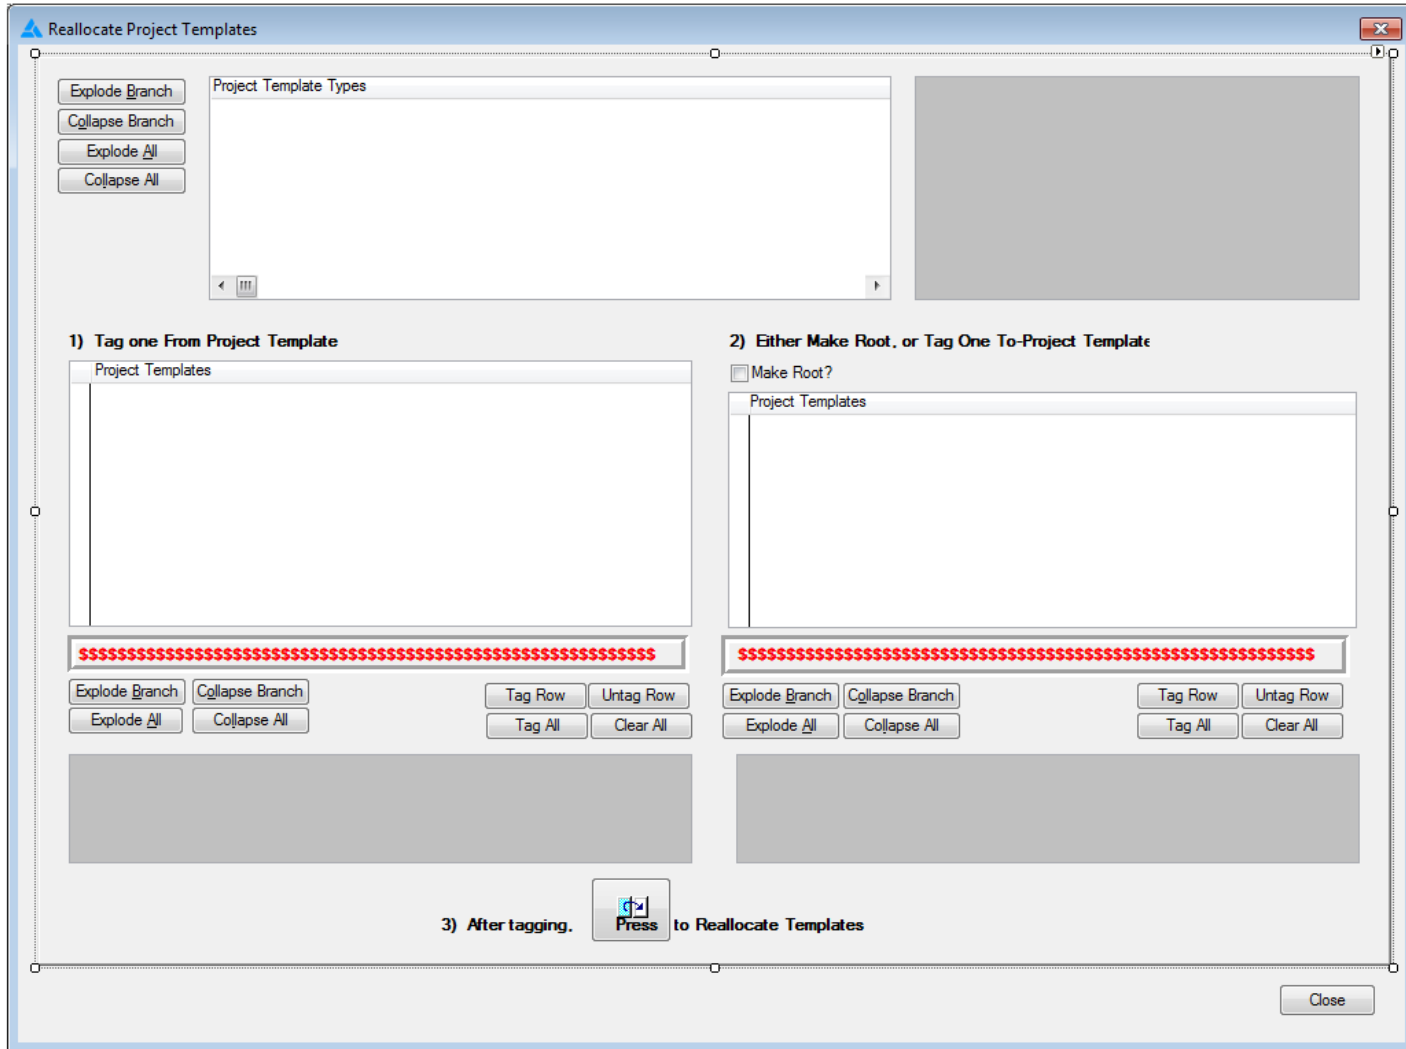 Reallocate Project Templates
Explode Branch
Collapse Branch
Explode All
Collapse All
Project Template Types
1) Tag one From Project Template
Project Templates
2) Either Make Root, or Tag One To-Project Template
Make Root?
Project Templates
$$$$$$$$$$$$$$$$$$$$$$$$$$$$$$$$$$$$$$$$$$$$$$$$$$$$$$$$$$$$
$$$$$$$$$$$$$$$$$$$$$$$$$$$$$$$$$$$$$$$$$$$$$$$$$$$$$$$$$$$$
Explode Branch Collapse Branch Tag Row Untag Row
Explode All Collapse All Tag All Clear All
Explode Branch Collapse Branch Tag Row Untag Row
Explode All Collapse All Tag All Clear All
3) After tagging, Press to Reallocate Templates
Close